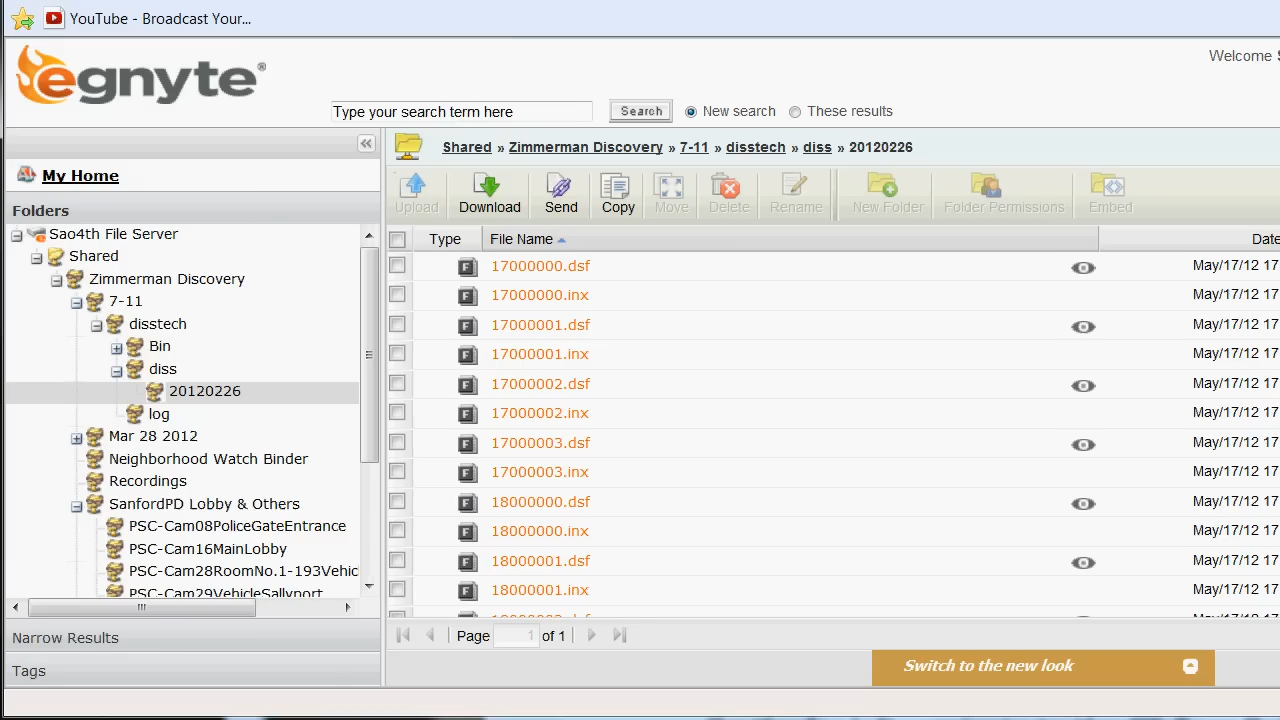 YouTube - Broadcast Your...
egnyte®
Welcome S
Type your search term here
Search
New search
These results
Shared » Zimmerman Discovery » 7-11 » disstech » diss » 20120226
My Home
Upload Download Send Copy Move Delete Rename New Folder Folder Permissions Embed
Folders
Type File Name Date
Sao4th File Server
Shared
Zimmerman Discovery
7-11
disstech
Bin
diss
20120226
log
Mar 28 2012
Neighborhood Watch Binder
Recordings
SanfordPD Lobby & Others
PSC-Cam08PoliceGateEntrance
PSC-Cam16MainLobby
PSC-Cam28RoomNo.1-193Vehic
PSC-Cam29VehicleSallyport
17000000.dsf May/17/12 17
17000000.inx May/17/12 17
17000001.dsf May/17/12 17
17000001.inx May/17/12 17
17000002.dsf May/17/12 17
17000002.inx May/17/12 17
17000003.dsf May/17/12 17
17000003.inx May/17/12 17
18000000.dsf May/17/12 17
18000000.inx May/17/12 17
18000001.dsf May/17/12 17
18000001.inx May/17/12 17
Page 1 of 1
Narrow Results
Tags
Switch to the new look